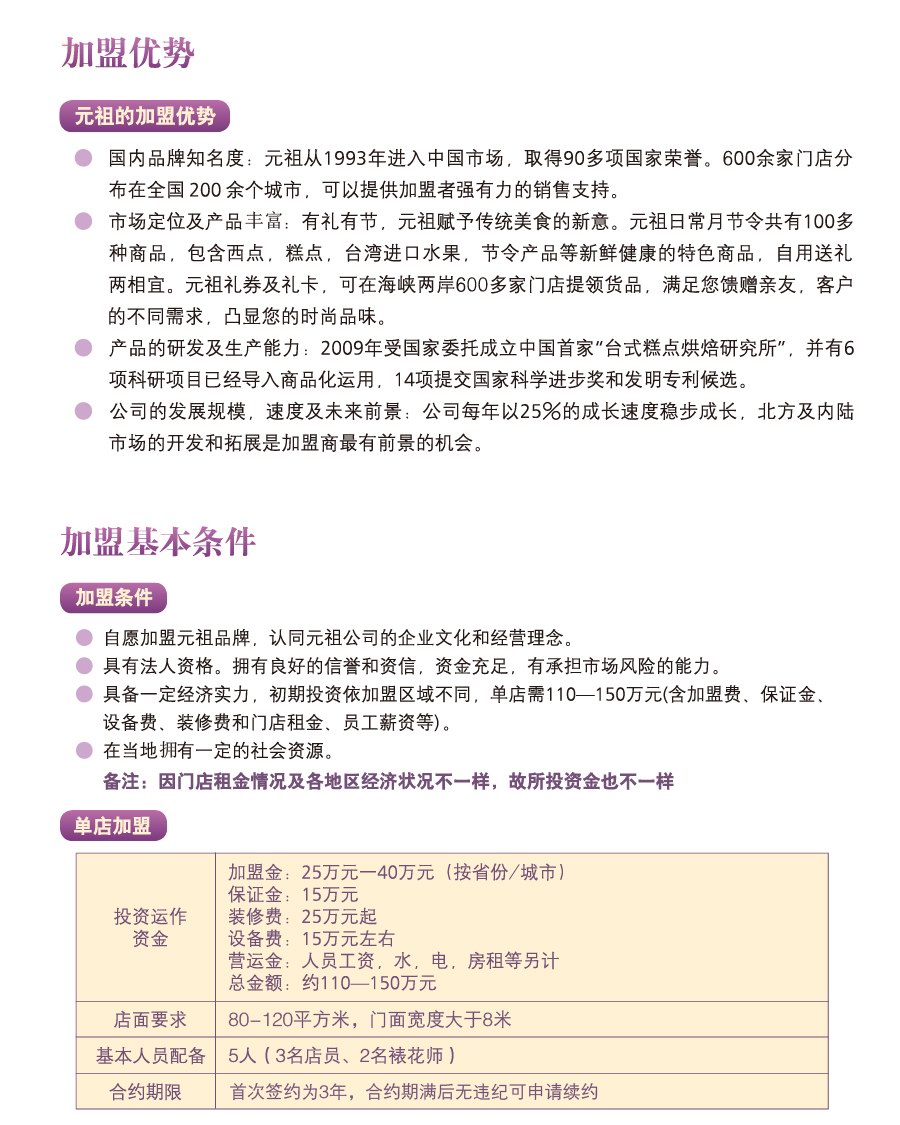 加盟优势
元祖的加盟优势
国内品牌知名度：元祖从1993年进入中国市场，取得90多项国家荣誉。600余家门店分
布在全国 200 余个城市，可以提供加盟者强有力的销售支持。
市场定位及产品丰富：有礼有节，元祖赋予传统美食的新意。元祖日常月节令共有100多
种商品，包含西点，糕点，台湾进口水果，节令产品等新鲜健康的特色商品，自用送礼
两相宜。元祖礼券及礼卡，可在海峡两岸600多家门店提领货品，满足您馈赠亲友，客户
的不同需求，凸显您的时尚品味。
产品的研发及生产能力：2009年受国家委托成立中国首家“台式糕点烘焙研究所”，并有6
项科研项目已经导入商品化运用，14项提交国家科学进步奖和发明专利候选。
公司的发展规模，速度及未来前景：公司每年以25%的成长速度稳步成长，北方及内陆
市场的开发和拓展是加盟商最有前景的机会。
加盟基本条件
加盟条件
自愿加盟元祖品牌，认同元祖公司的企业文化和经营理念。
具有法人资格。拥有良好的信誉和资信，资金充足，有承担市场风险的能力。
具备一定经济实力，初期投资依加盟区域不同，单店需110—150万元(含加盟费、保证金、
设备费、装修费和门店租金、员工薪资等)。
在当地拥有一定的社会资源。
备注：因门店租金情况及各地区经济状况不一样，故所投资金也不一样
单店加盟
投资运作
资金
加盟金：25万元—40万元（按省份/城市）
保证金：15万元
装修费：25万元起
设备费：15万元左右
营运金：人员工资，水，电，房租等另计
总金额：约110—150万元
店面要求
80-120平方米，门面宽度大于8米
基本人员配备
5人（3名店员、2名裱花师）
合约期限
首次签约为3年，合约期满后无违纪可申请续约